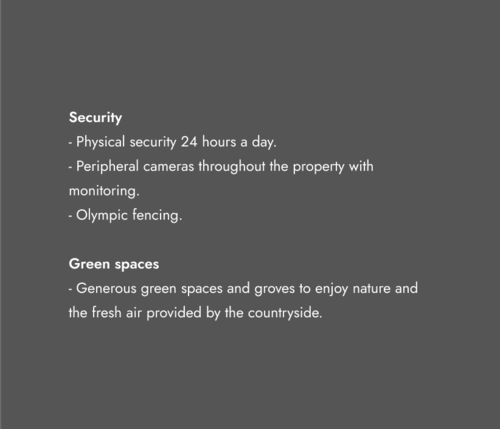 Security
- Physical security 24 hours a day.
- Peripheral cameras throughout the property with
monitoring.
- Olympic fencing.
Green spaces
- Generous green spaces and groves to enjoy nature and
the fresh air provided by the countryside.